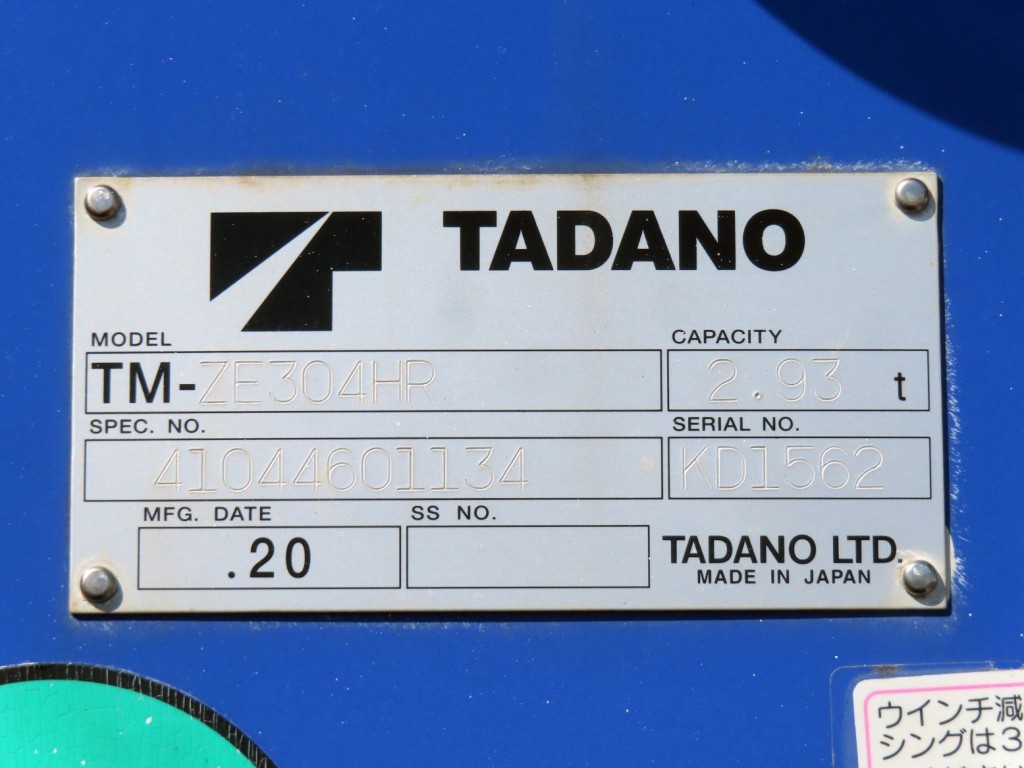 TADANO
MODEL CAPACITY
TM-ZE304HR 2.93 t
SPEC. NO. SERIAL NO.
41044601134 KD1562
MFG. DATE SS NO.
.20
TADANO LTD.
MADE IN JAPAN
ウインチ減
シングは3